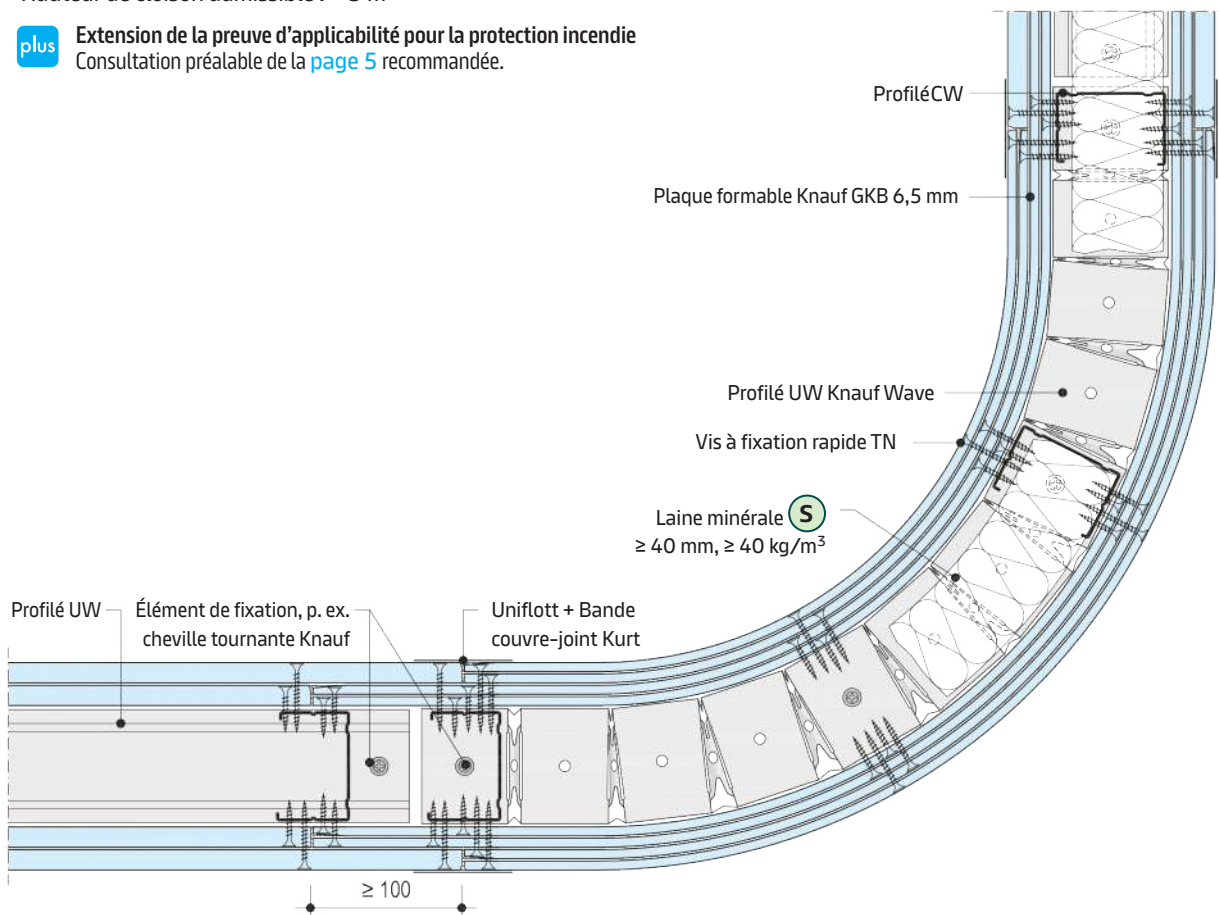 plus
Extension de la preuve d'applicabilité pour la protection incendie
Consultation préalable de la page 5 recommandée.
Profilé CW
Plaque formable Knauf GKB 6,5 mm
Profilé UW Knauf Wave
Vis à fixation rapide TN
Laine minérale S
≥ 40 mm, ≥ 40 kg/m³
Profilé UW
Élément de fixation, p. ex.
cheville tournante Knauf
Uniflott + Bande
couvre-joint Kurt
≥ 100